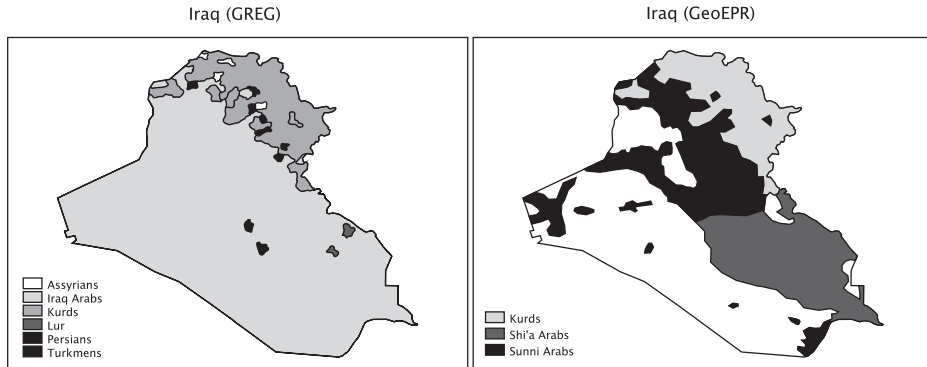 Iraq (GREG)
Iraq (GeoEPR)
Assyrians
Iraq Arabs
Kurds
Lur
Persians
Turkmens
Kurds
Shi'a Arabs
Sunni Arabs